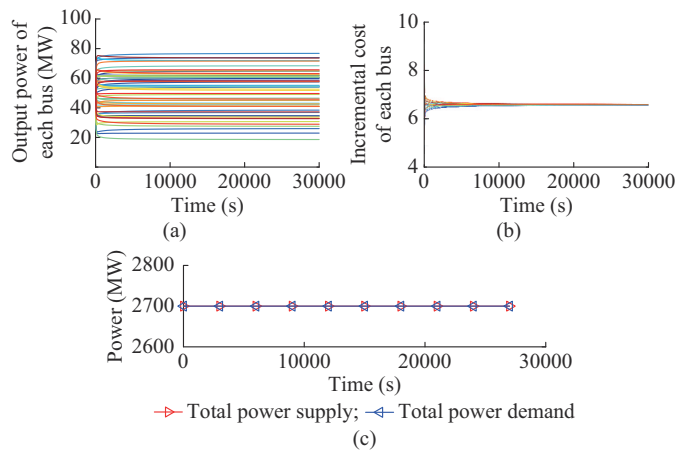 Output power of
each bus (MW)
100
80
60
40
20
0
10000
20000
30000
Time (s)
(a)
Incremental cost
of each bus
10
8
6
4
0
10000
20000
30000
Time (s)
(b)
Power (MW)
2800
2700
2600
0
10000
20000
30000
Time (s)
Total power supply; Total power demand
(c)